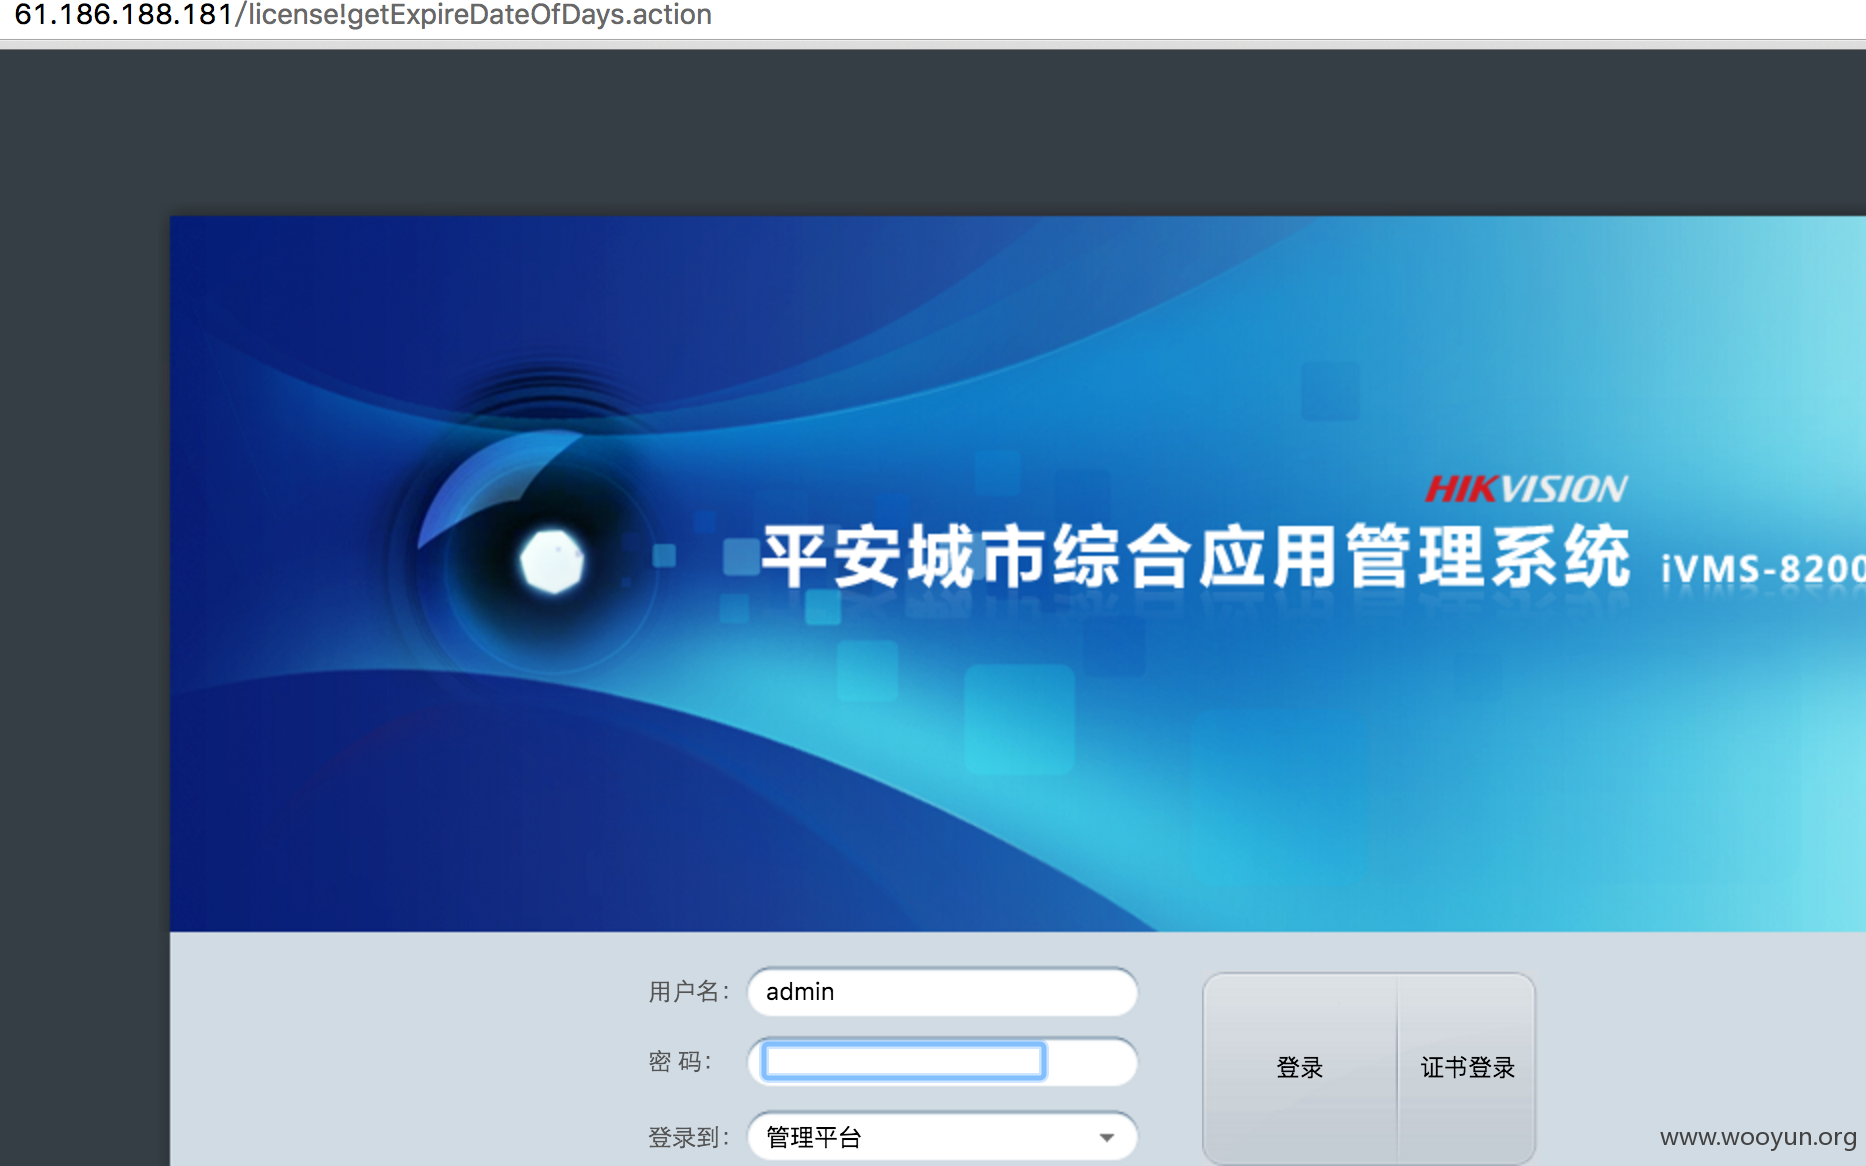 61.186.188.181/license!getExpireDateOfDays.action
HIKVISION
平安城市综合应用管理系统 iVMS-8200
用户名：
admin
密 码：
登录到：
管理平台
登录
证书登录
www.wooyun.org